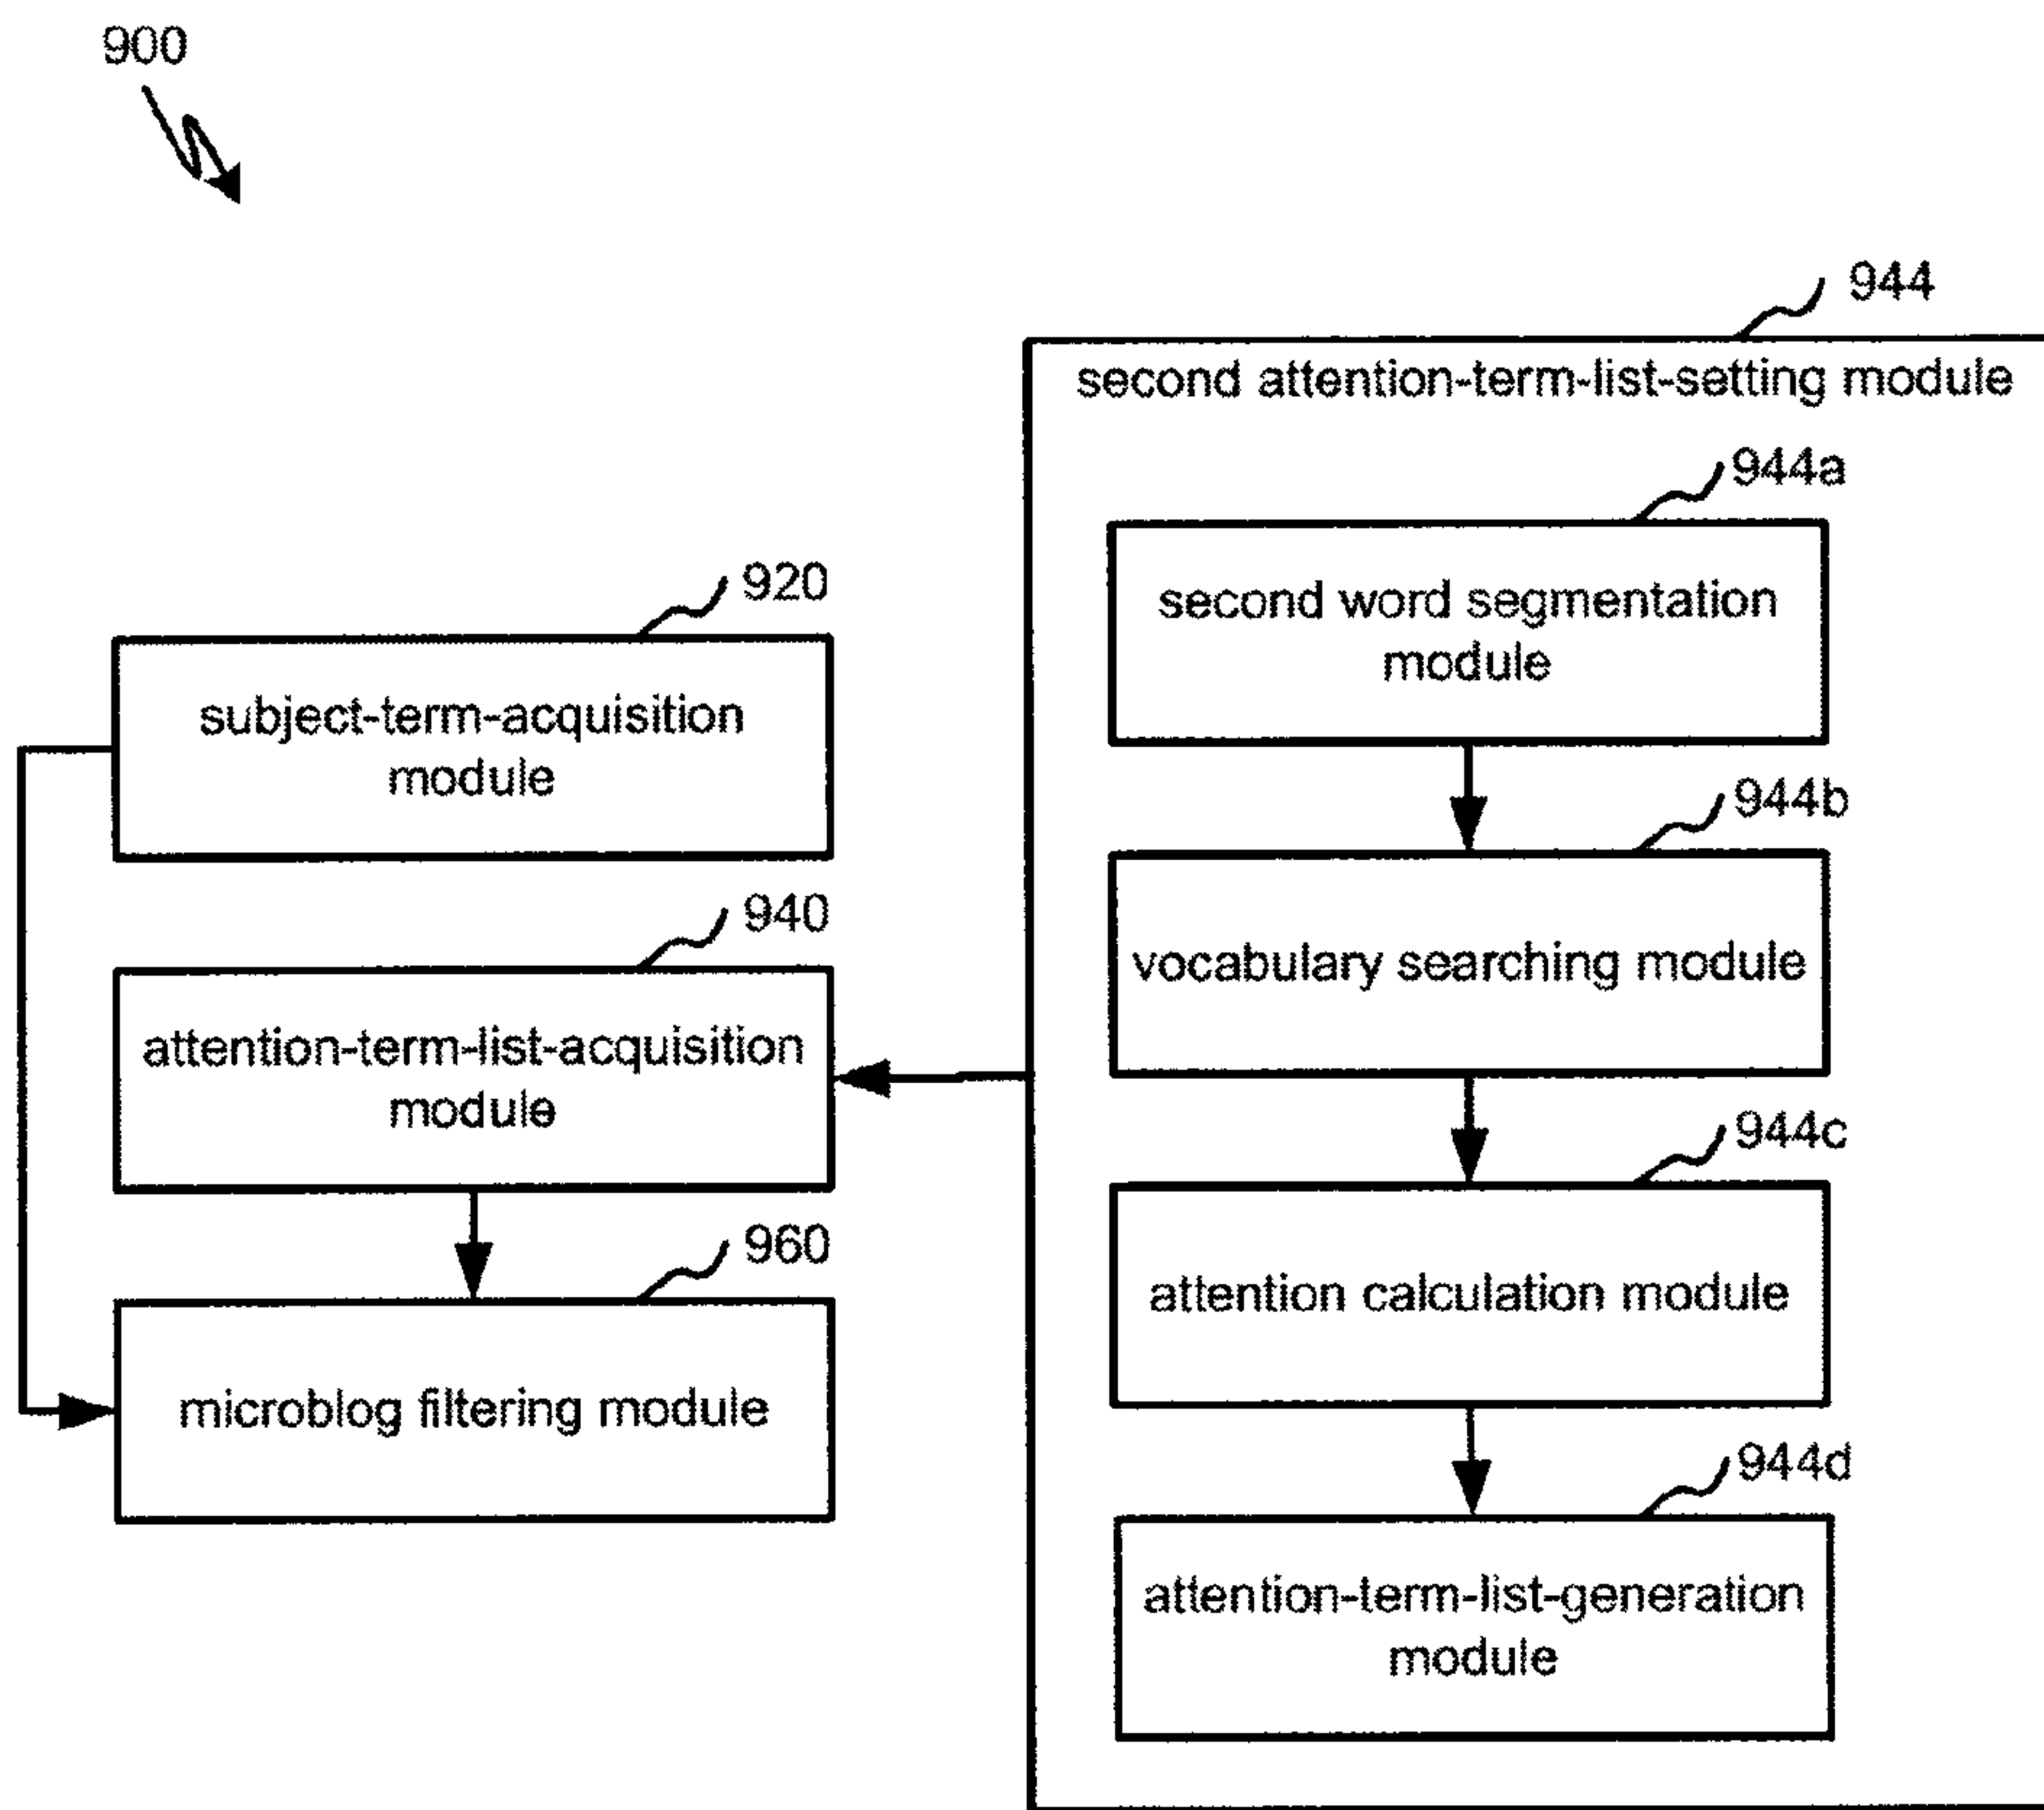 900
944
second attention-term-list-setting module
944a
second word segmentation
module
920
subject-term-acquisition
module
944b
vocabulary searching module
940
attention-term-list-acquisition
module
944c
attention calculation module
960
microblog filtering module
944d
attention-term-list-generation
module